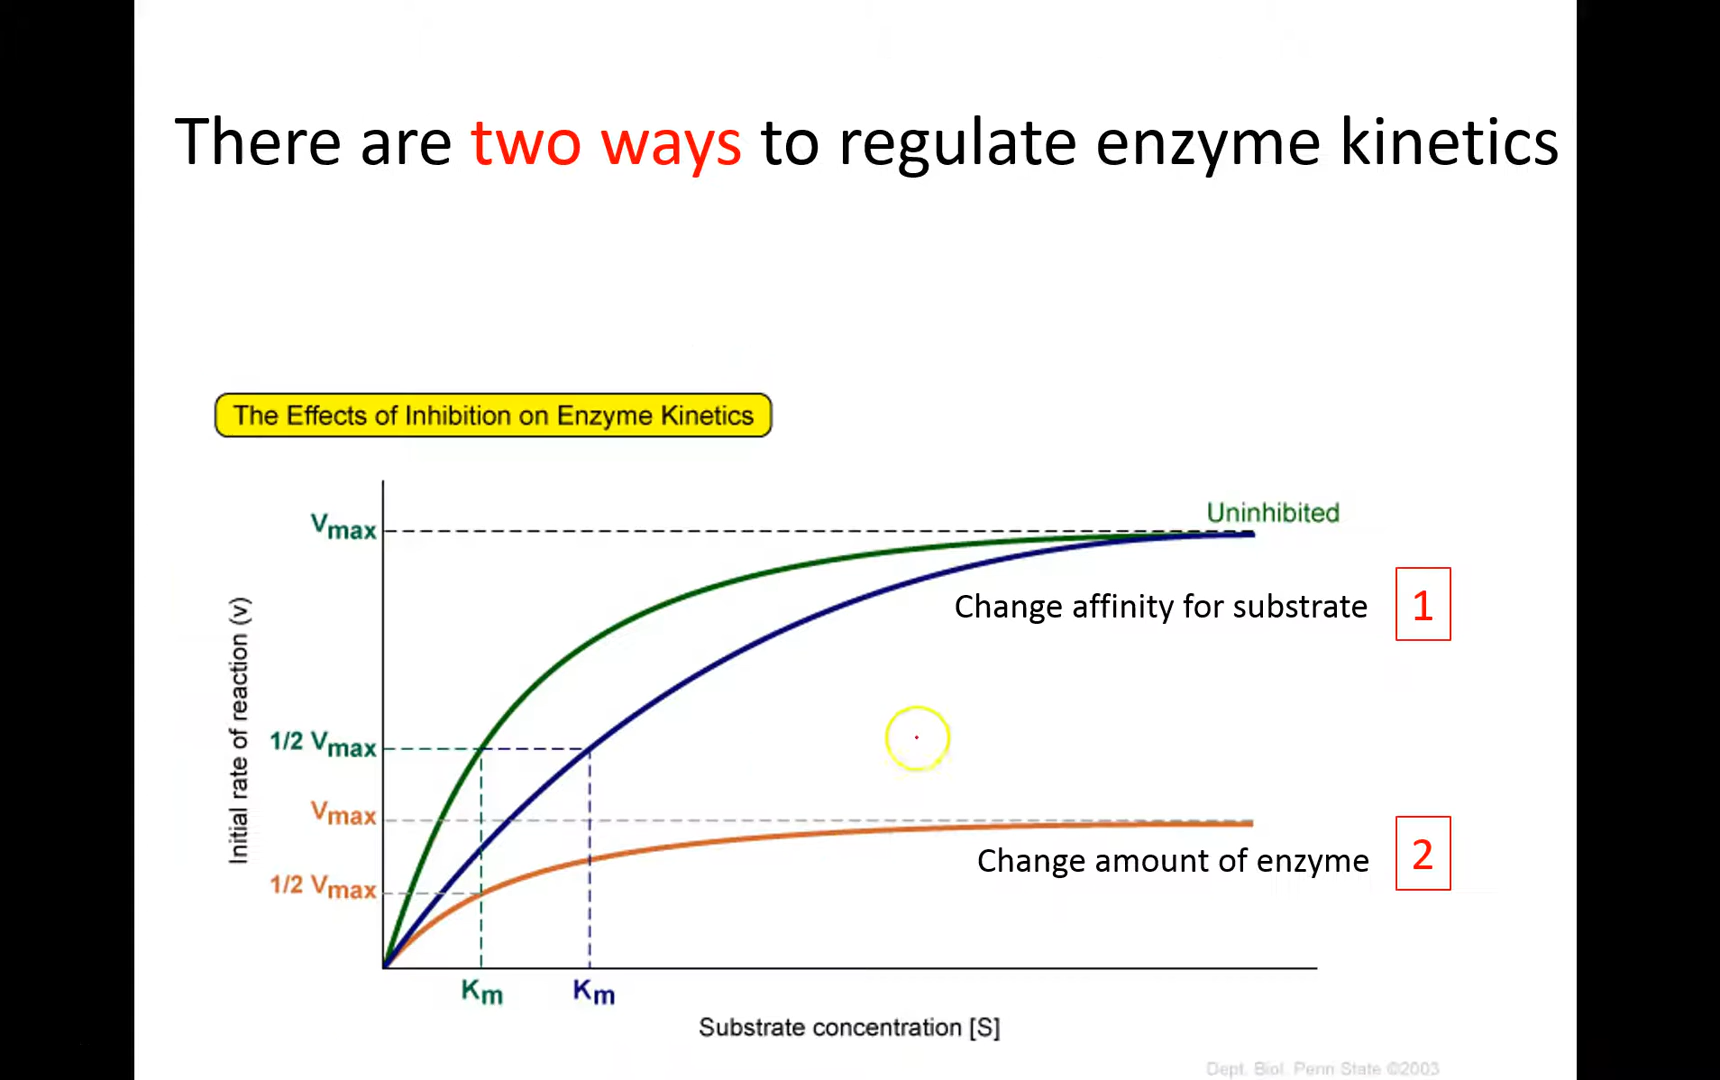 There are two ways to regulate enzyme kinetics
The Effects of Inhibition on Enzyme Kinetics
Vmax
Uninhibited
Change affinity for substrate 1
Initial rate of reaction (v)
1/2 Vmax
Vmax
Change amount of enzyme 2
1/2 Vmax
Km Km
Substrate concentration [S]
Dept. Biol. Penn State ©2003